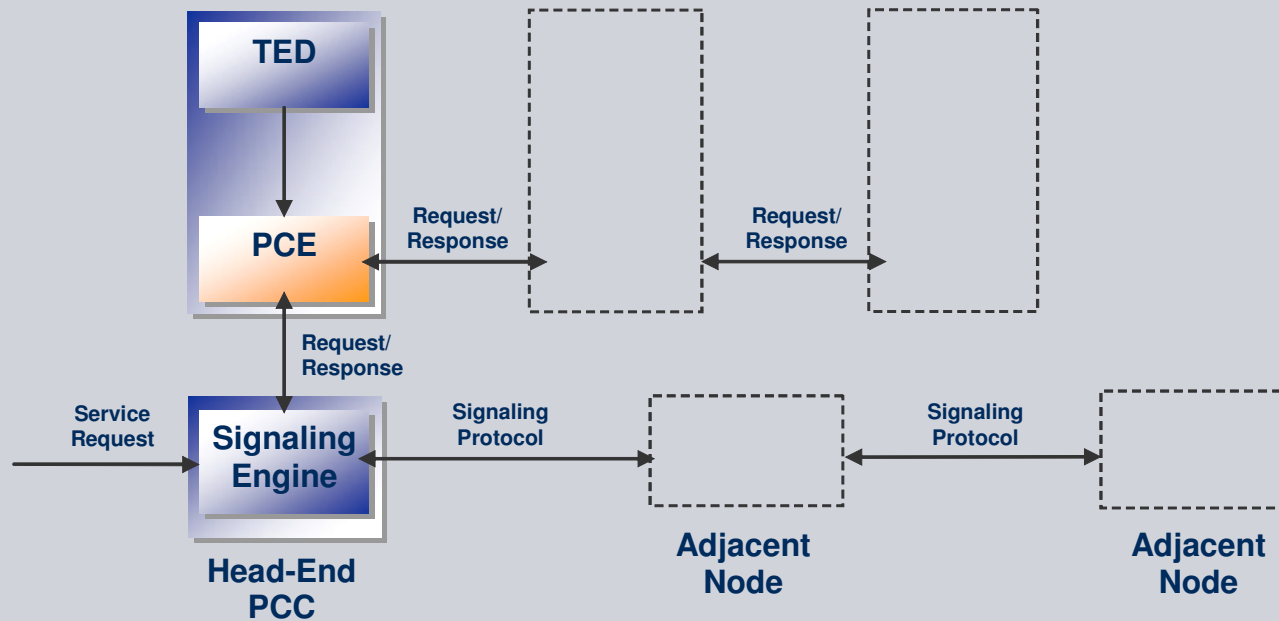 TED
PCE
Request/
Response
Request/
Response
Request/
Response
Service
Request
Signaling
Engine
Signaling
Protocol
Signaling
Protocol
Head-End
PCC
Adjacent
Node
Adjacent
Node